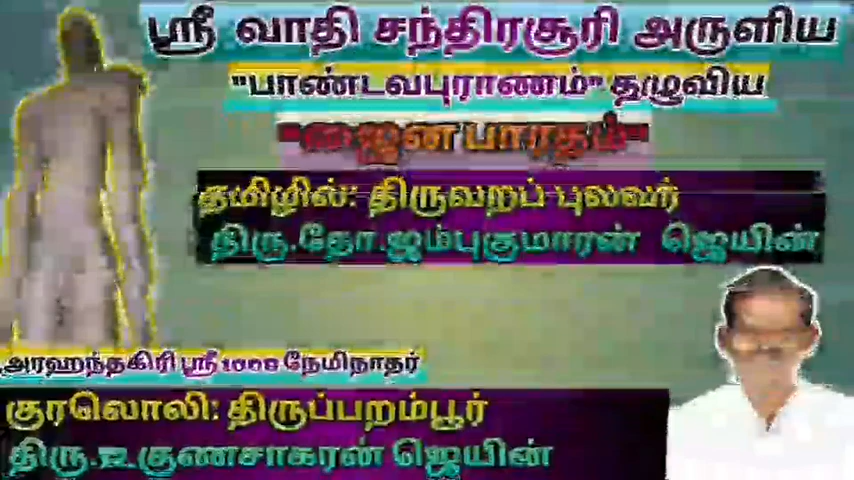 ஸ்ரீ வாதி சந்திரசூரி அருளிய
"பாண்டவபுராணம்" தழுவிய
"ஜைன பாரதம்"
தமிழில்: திருவறப் புலவர்
திரு.தோ.ஜம்புகுமாரன் ஜெயின்
அரஹந்தகிரி ஸ்ரீ 1008 நேமிநாதர்
குரலொலி: திருப்பறம்பூர்
திரு.ஐ.குணசாகரன் ஜெயின்